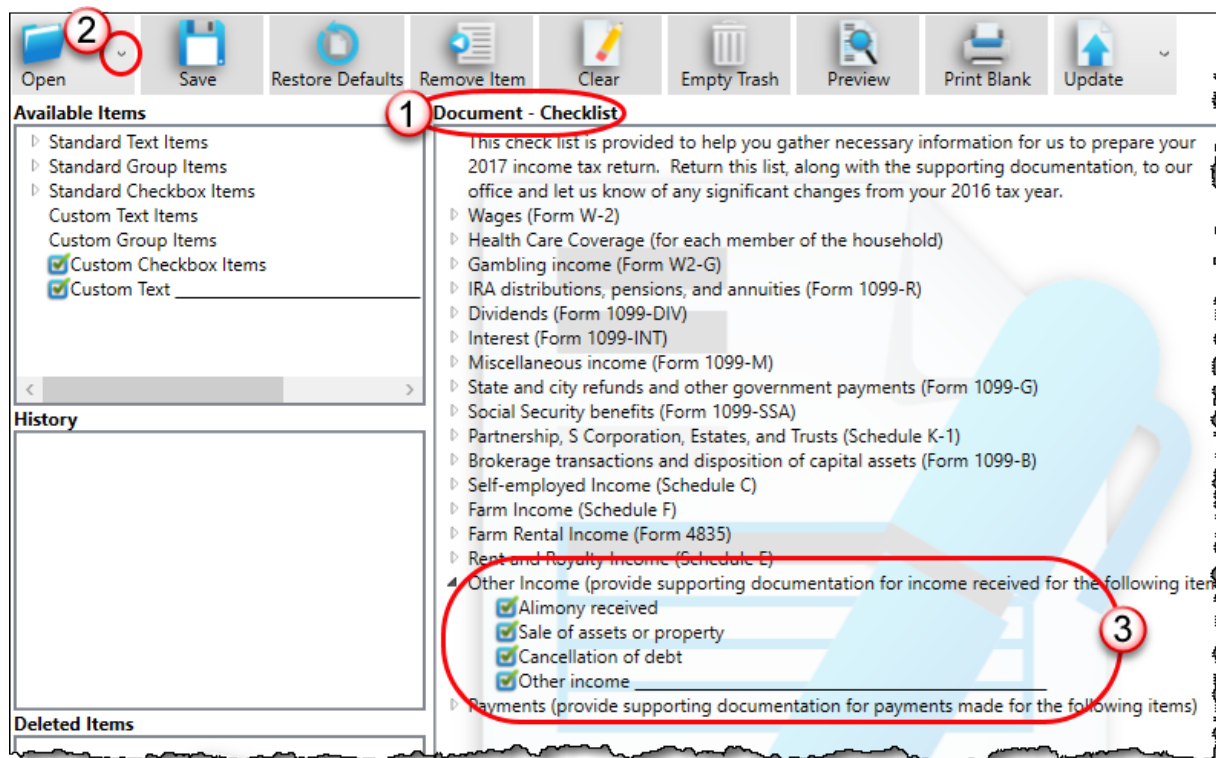 2
Open
Save
Restore Defaults
Remove Item
Clear
Empty Trash
Preview
Print Blank
Update
Available Items
Standard Text Items
Standard Group Items
Standard Checkbox Items
Custom Text Items
Custom Group Items
Custom Checkbox Items
Custom Text
History
Deleted Items
1
Document - Checklist
This check list is provided to help you gather necessary information for us to prepare your
2017 income tax return. Return this list, along with the supporting documentation, to our
office and let us know of any significant changes from your 2016 tax year.
Wages (Form W-2)
Health Care Coverage (for each member of the household)
Gambling income (Form W2-G)
IRA distributions, pensions, and annuities (Form 1099-R)
Dividends (Form 1099-DIV)
Interest (Form 1099-INT)
Miscellaneous income (Form 1099-M)
State and city refunds and other government payments (Form 1099-G)
Social Security benefits (Form 1099-SSA)
Partnership, S Corporation, Estates, and Trusts (Schedule K-1)
Brokerage transactions and disposition of capital assets (Form 1099-B)
Self-employed Income (Schedule C)
Farm Income (Schedule F)
Farm Rental Income (Form 4835)
Rent and Royalty Income (Schedule E)
Other Income (provide supporting documentation for income received for the following iten
Alimony received
Sale of assets or property
Cancellation of debt
Other income
3
Payments (provide supporting documentation for payments made for the following items)